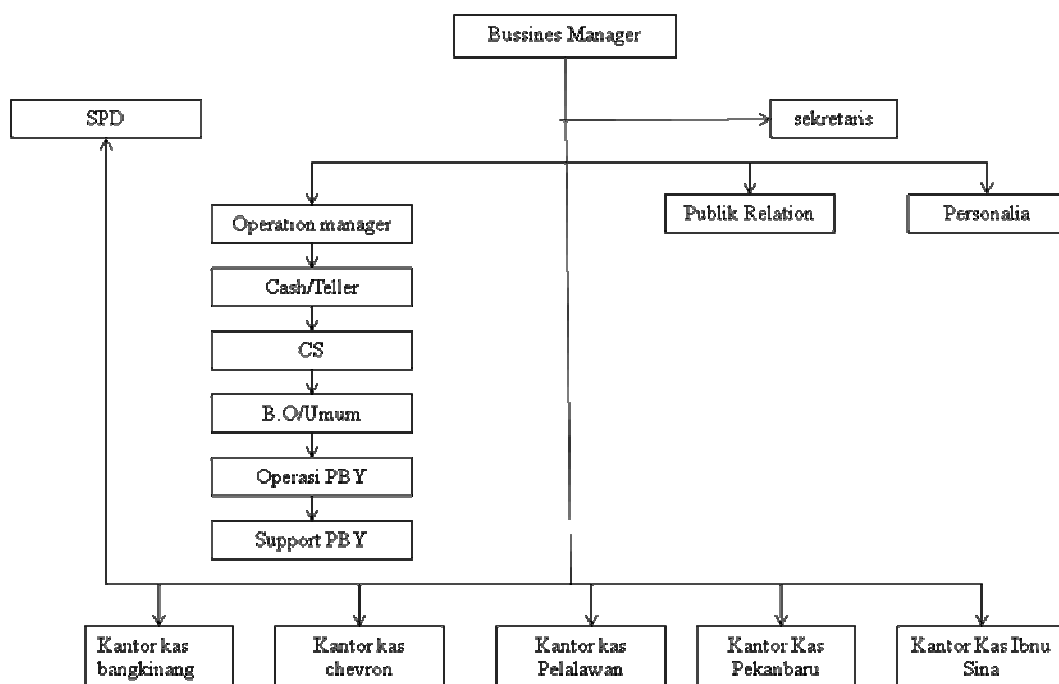 Bussines Manager
SPD
sekretaris
Publik Relation
Personalia
Operation manager
Cash/Teller
CS
B.O/Umum
Operasi PBY
Support PBY
Kantor kas
bangkinang
Kantor kas
chevron
Kantor kas
Pelalawan
Kantor Kas
Pekanbaru
Kantor Kas Ibnu
Sina